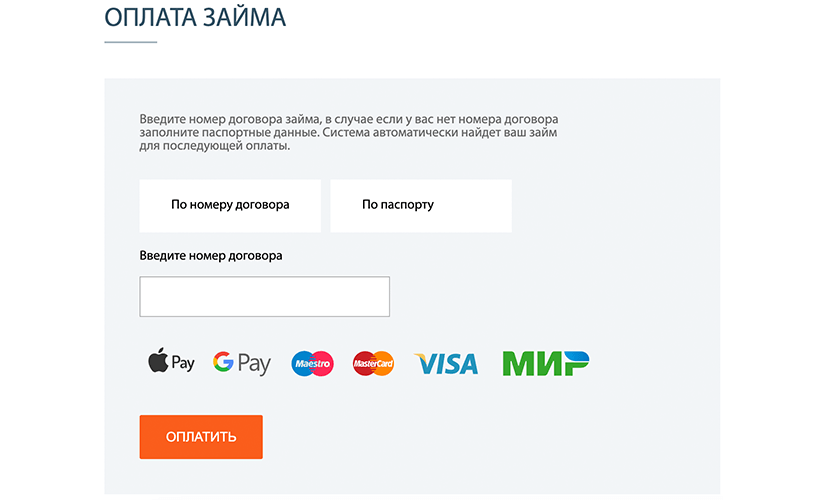 ОПЛАТА ЗАЙМА
Введите номер договора займа, в случае если у вас нет номера договора
заполните паспортные данные. Система автоматически найдет ваш займ
для последующей оплаты.
По номеру договора По паспорту
Введите номер договора
Pay G Pay Maestro MasterCard VISA МИР
ОПЛАТИТЬ